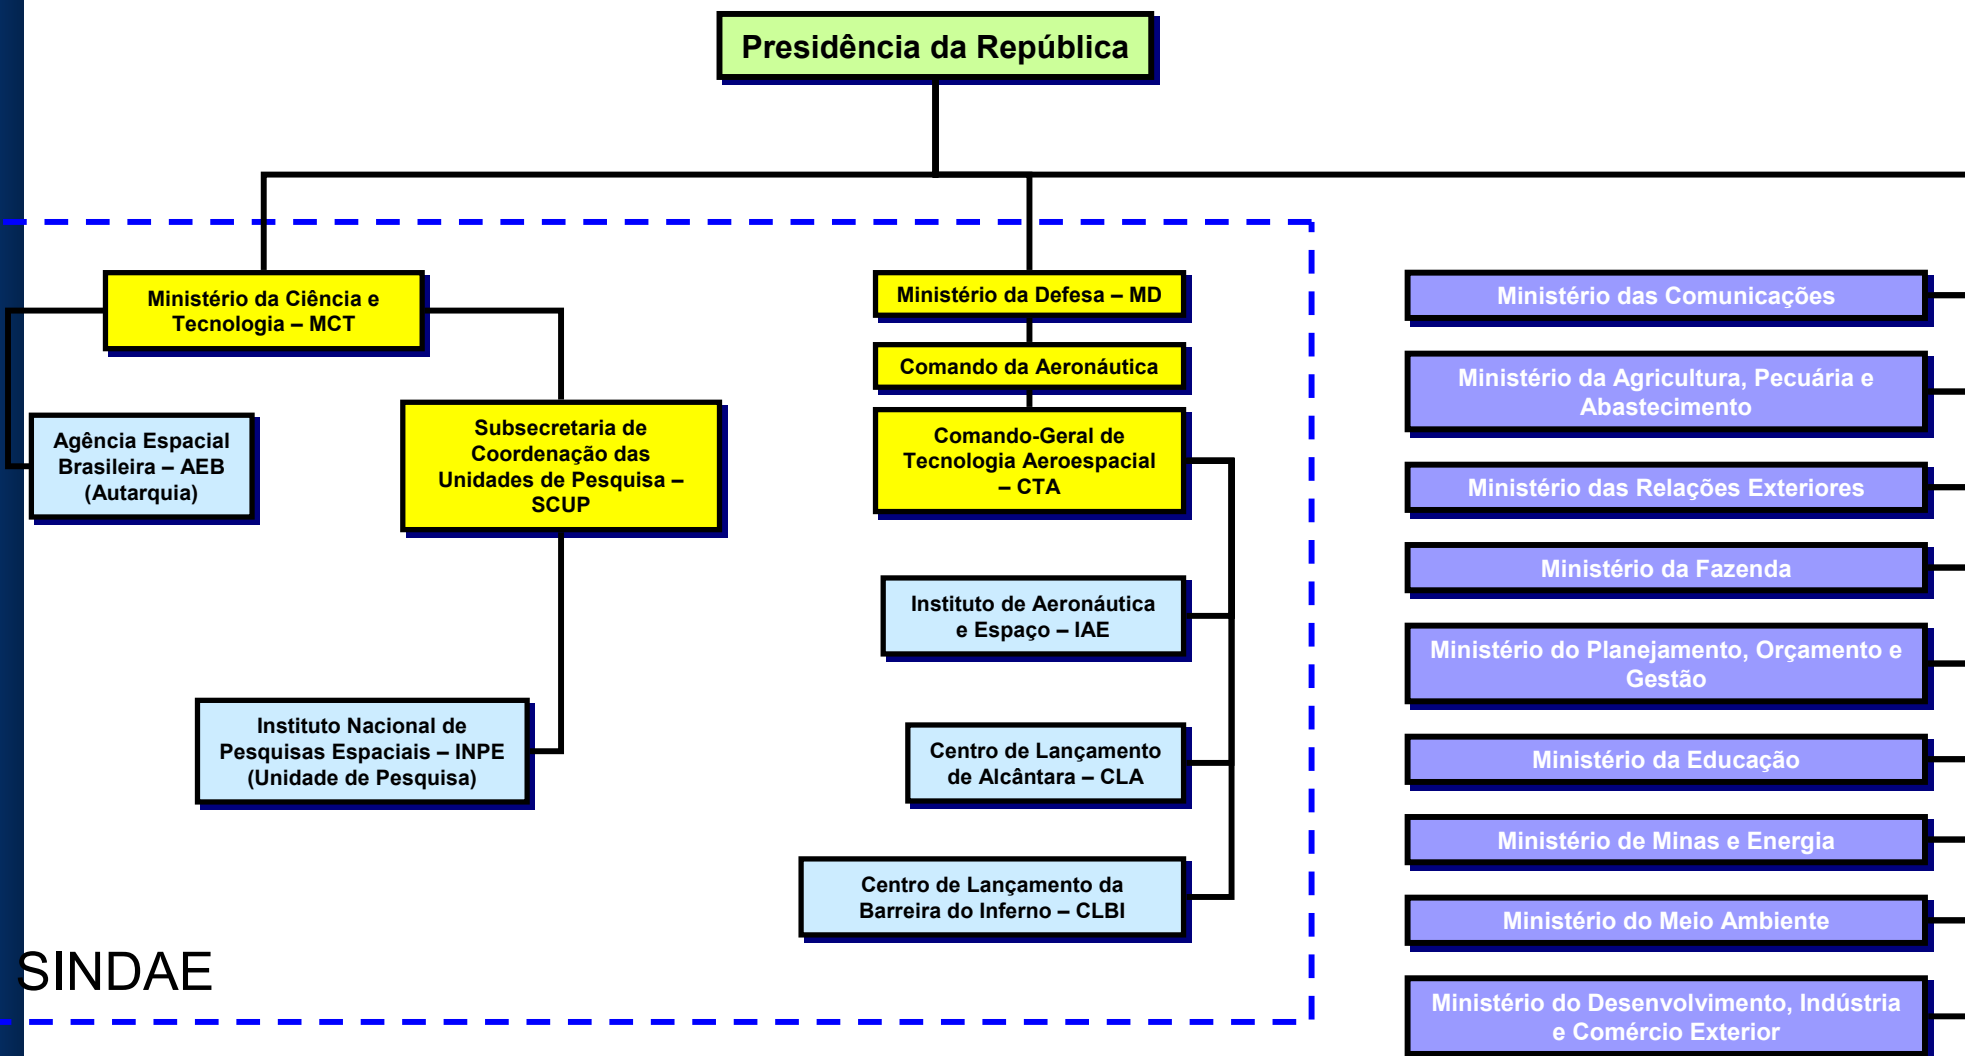 Presidência da República
Ministério da Ciência e
Tecnologia – MCT
Agência Espacial
Brasileira – AEB
(Autarquia)
Subsecretaria de
Coordenação das
Unidades de Pesquisa –
SCUP
Instituto Nacional de
Pesquisas Espaciais – INPE
(Unidade de Pesquisa)
Ministério da Defesa – MD
Comando da Aeronáutica
Comando-Geral de
Tecnologia Aeroespacial
– CTA
Instituto de Aeronáutica
e Espaço – IAE
Centro de Lançamento
de Alcântara – CLA
Centro de Lançamento da
Barreira do Inferno – CLBI
SINDAE
Ministério das Comunicações
Ministério da Agricultura, Pecuária e
Abastecimento
Ministério das Relações Exteriores
Ministério da Fazenda
Ministério do Planejamento, Orçamento e
Gestão
Ministério da Educação
Ministério de Minas e Energia
Ministério do Meio Ambiente
Ministério do Desenvolvimento, Indústria
e Comércio Exterior